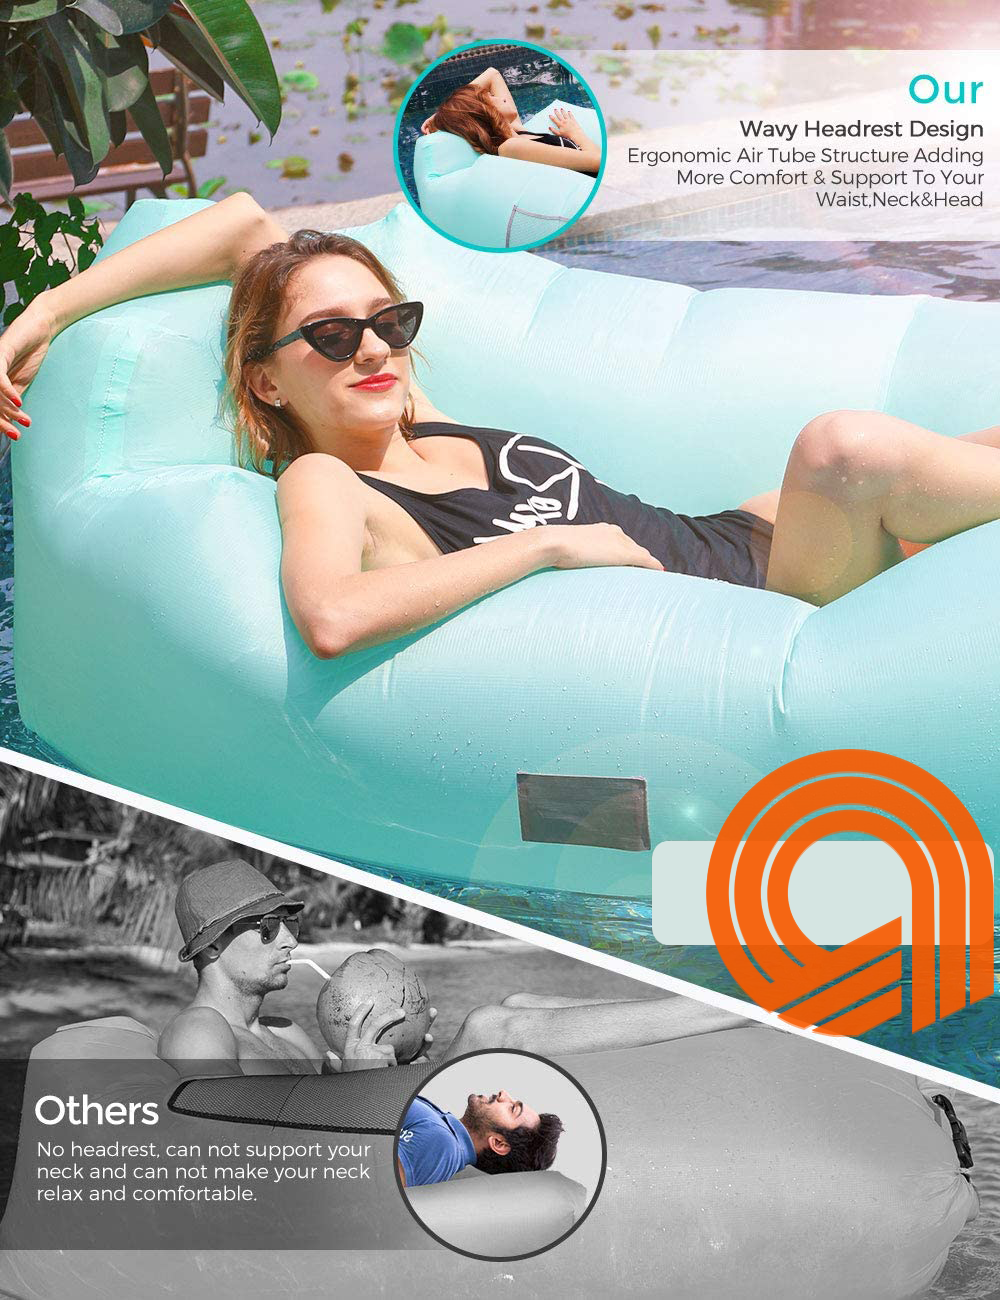 Our
Wavy Headrest Design
Ergonomic Air Tube Structure Adding
More Comfort & Support To Your
Waist,Neck&Head
Others
No headrest, can not support your
neck and can not make your neck
relax and comfortable.